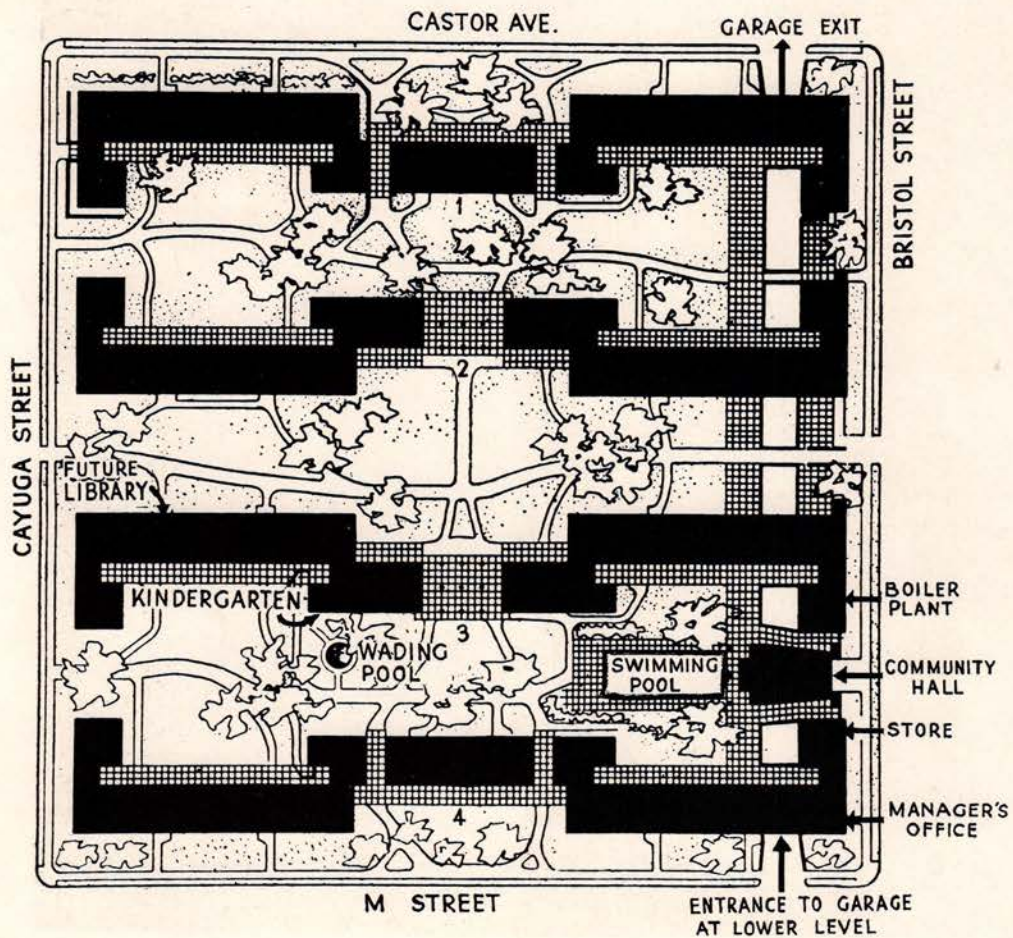 CASTOR AVE.
GARAGE EXIT
BRISTOL STREET
1
2
CAYUGA STREET
FUTURE
LIBRARY
KINDERGARTEN
BOILER
PLANT
3
WADING
POOL
SWIMMING
POOL
COMMUNITY
HALL
STORE
4
MANAGER'S
OFFICE
M STREET
ENTRANCE TO GARAGE
AT LOWER LEVEL